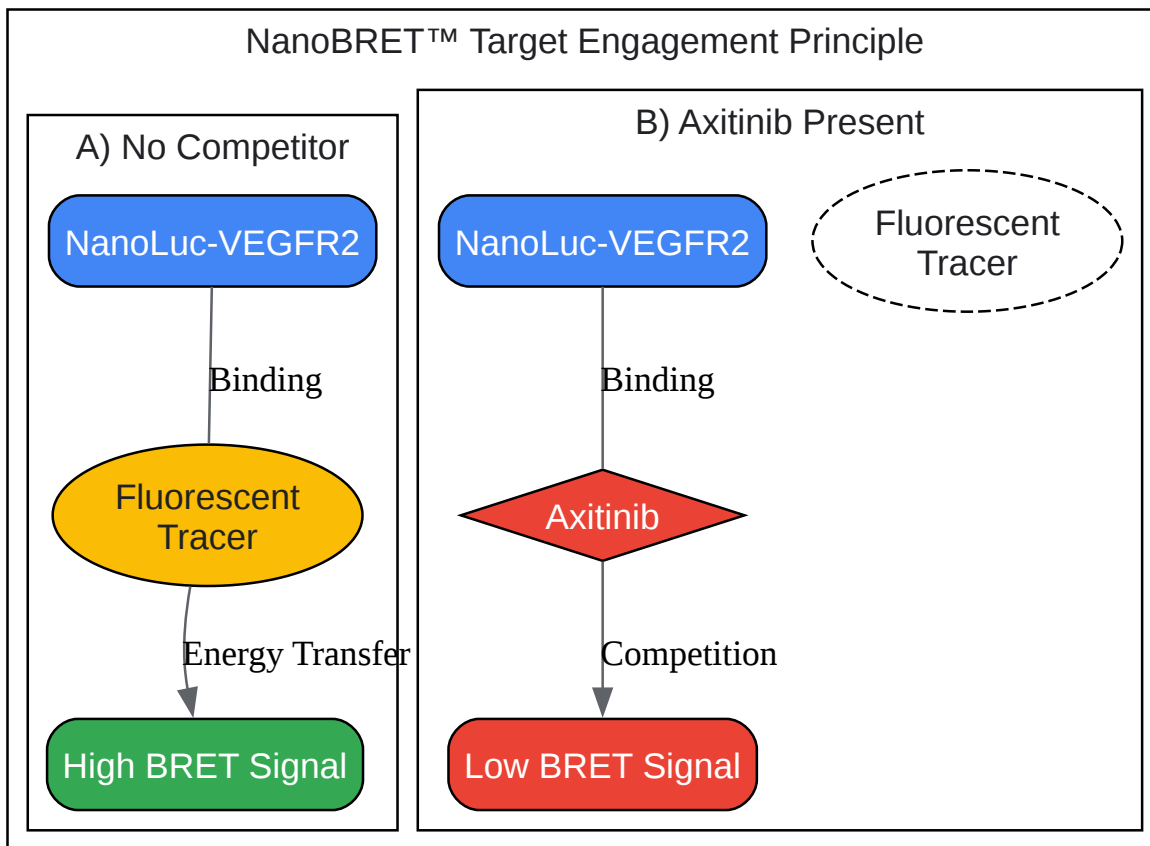 NanoBRET™ Target Engagement Principle
A) No Competitor
NanoLuc-VEGFR2
Binding
Fluorescent
Tracer
Energy Transfer
High BRET Signal
B) Axitinib Present
NanoLuc-VEGFR2
Fluorescent
Tracer
Binding
Axitinib
Competition
Low BRET Signal